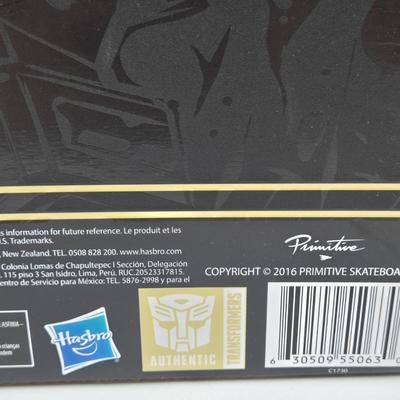 is information for future reference. Le produit et les
.S. Trademarks.
, New Zealand. TEL. 0508 828 200. www.hasbro.com
Colonia Lomas de Chapultepec I Sección, Delegación
. 115 piso 3 San Isidro, Lima, Perú, RUC.20523317815.
entro de Servicio para México: TEL. 5876-2998 y para el
Primitive
COPYRIGHT © 2016 PRIMITIVE SKATEBOA
Hasbro
AUTHENTIC
TRANSFORMERS
6 30509 55063 0
C1730